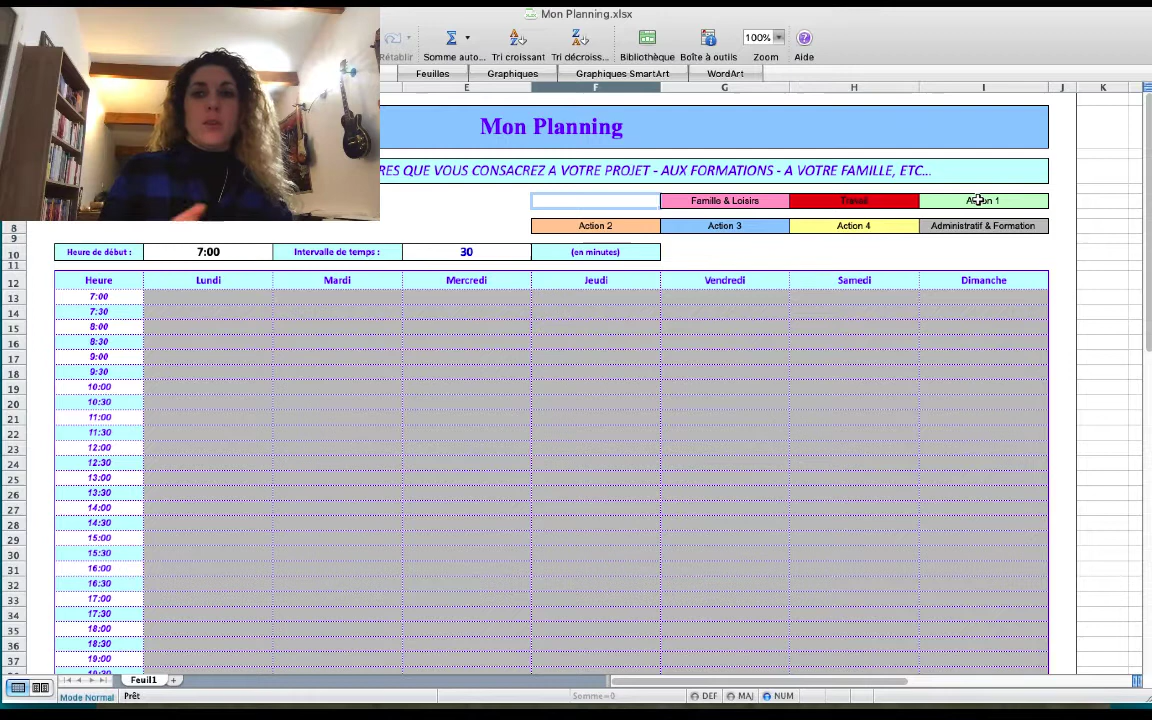 Mon Planning.xlsx
Rétablir Somme auto... Tri croissant Tri décroiss... Bibliothèque Boîte à outils 100% Zoom Aide
Feuilles Graphiques Graphiques SmartArt WordArt
E F G H I J K
Mon Planning
RES QUE VOUS CONSACREZ A VOTRE PROJET - AUX FORMATIONS - A VOTRE FAMILLE, ETC...
Famille & Loisirs Travail
8 Action 2 Action 3 Action 4 Administratif & Formation
9
10 Heure de début : 7:00 Intervalle de temps : 30 (en minutes)
11
12 Heure Lundi Mardi Mercredi Jeudi Vendredi Samedi Dimanche
13 7:00
14 7:30
15 8:00
16 8:30
17 9:00
18 9:30
19 10:00
20 10:30
21 11:00
22 11:30
23 12:00
24 12:30
25 13:00
26 13:30
27 14:00
28 14:30
29 15:00
30 15:30
31 16:00
32 16:30
33 17:00
34 17:30
35 18:00
36 18:30
37 19:00
Feuil1
Mode Normal Prêt Somme=0 DEF MAJ NUM